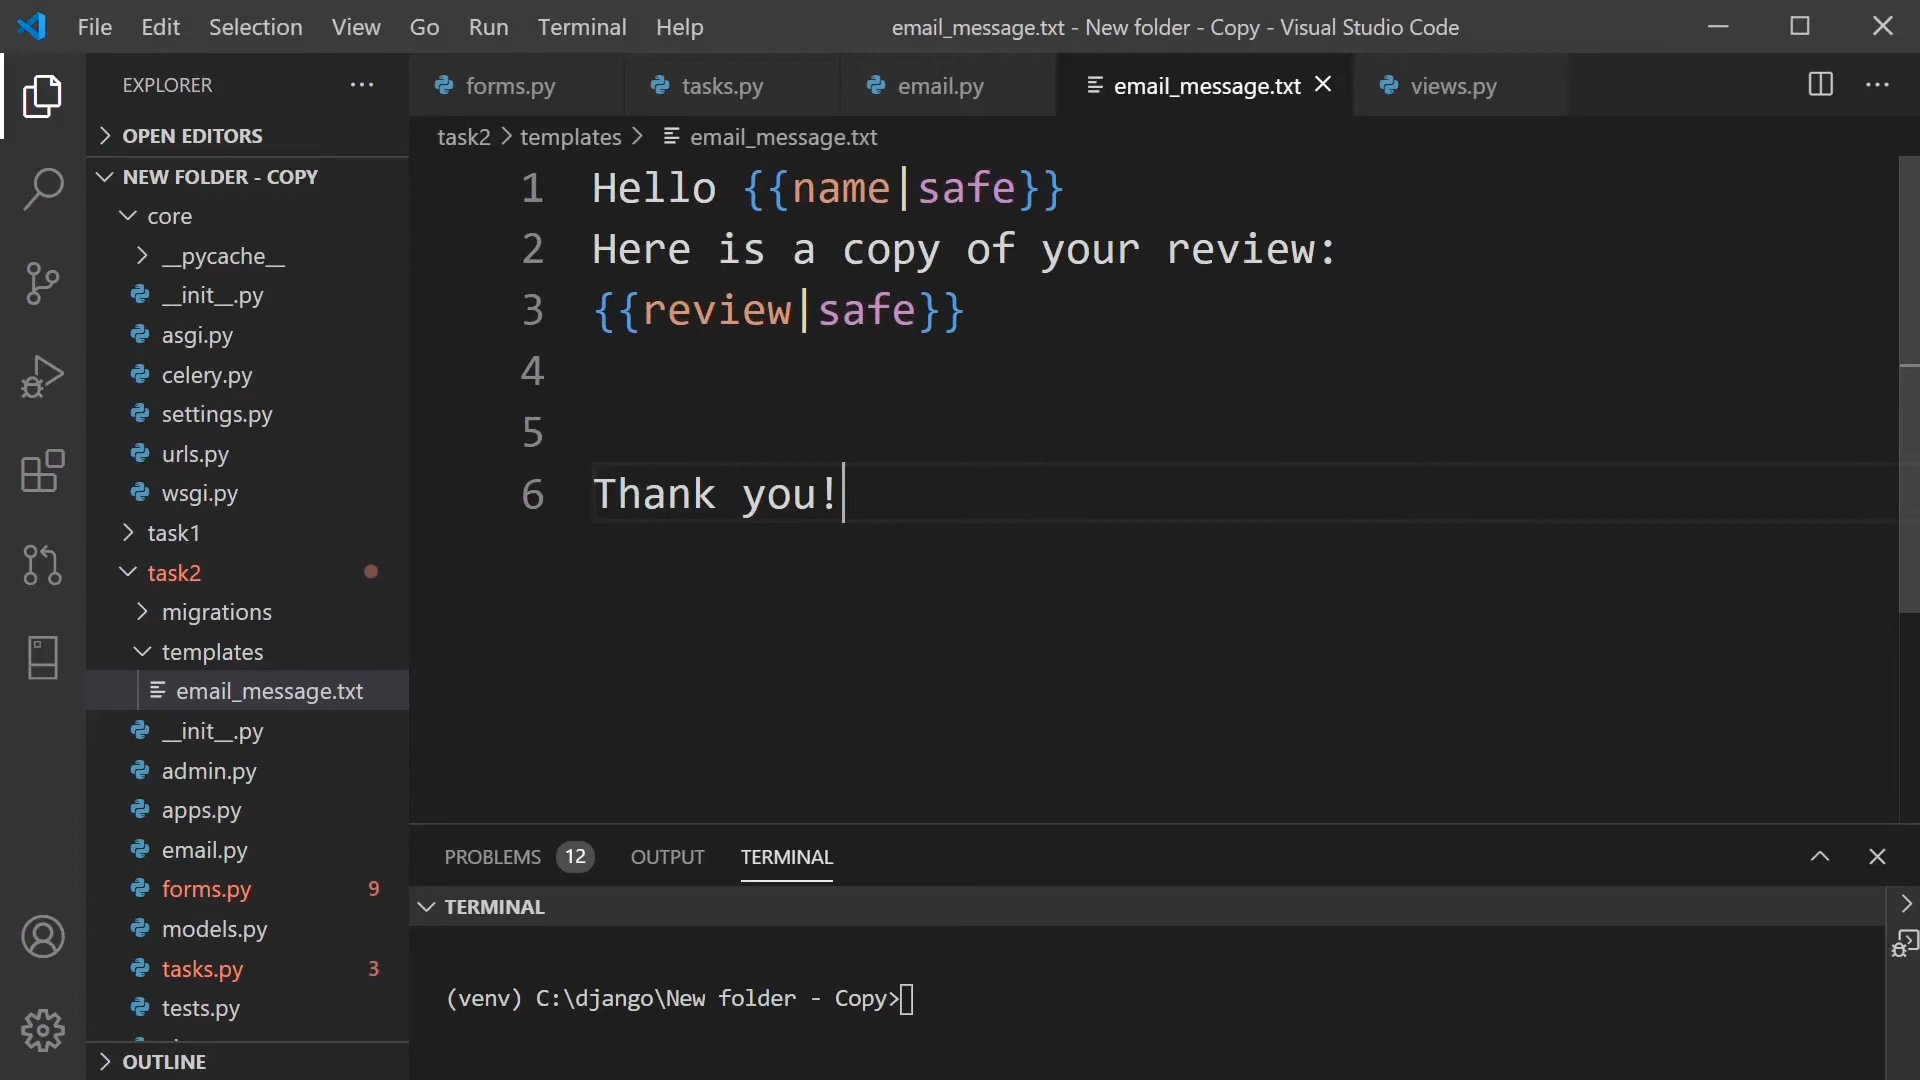 File Edit Selection View Go Run Terminal Help email_message.txt - New folder - Copy - Visual Studio Code
EXPLORER
forms.py tasks.py email.py email_message.txt views.py
OPEN EDITORS
task2 templates email_message.txt
NEW FOLDER - COPY
core
__pycache__
__init__.py
asgi.py
celery.py
settings.py
urls.py
wsgi.py
task1
task2
migrations
templates
email_message.txt
__init__.py
admin.py
apps.py
email.py
forms.py 9
models.py
tasks.py 3
tests.py
OUTLINE
1 Hello {{name|safe}}
2 Here is a copy of your review:
3 {{review|safe}}
4
5
6 Thank you!
PROBLEMS 12 OUTPUT TERMINAL
TERMINAL
(venv) C:\django\New folder - Copy>